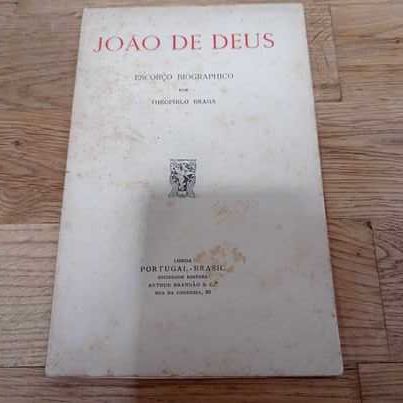 JOÃO DE DEUS
ESCORÇO BIOGRAPHICO
POR
THEOPHILO BRAGA
LISBOA
PORTUGAL-BRASIL
SOCIEDADE EDITORA
ARTHUR BRANDÃO & C.ª
RUA DA CONDESSA, 80